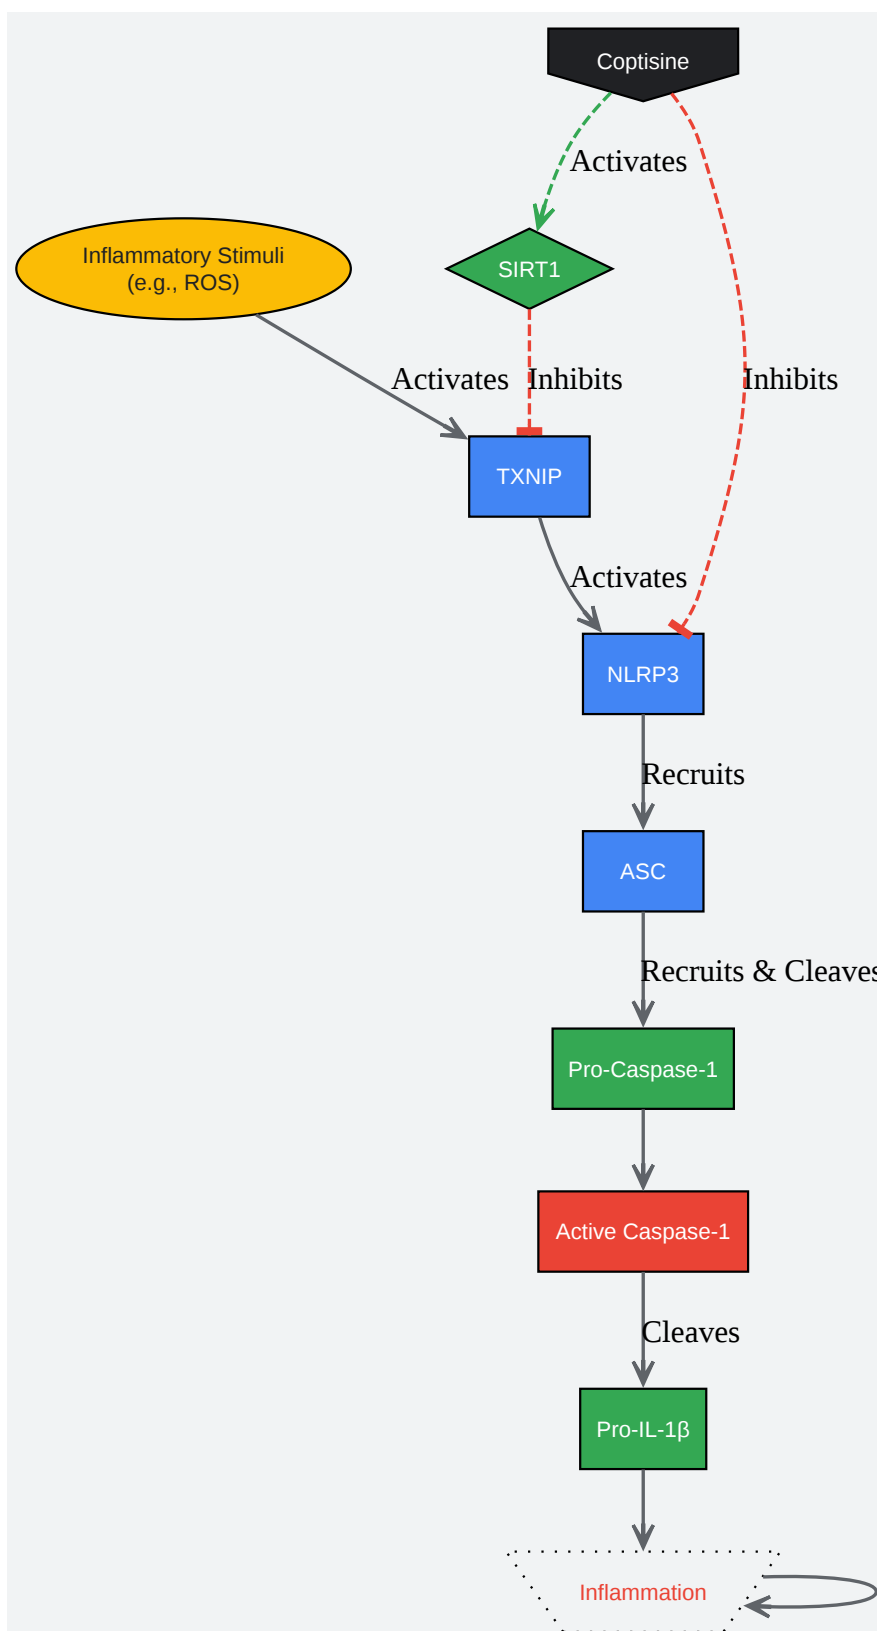 Coptisine
Activates
Inflammatory Stimuli
(e.g., ROS)
SIRT1
Activates
Inhibits
Inhibits
TXNIP
Activates
NLRP3
Recruits
ASC
Recruits & Cleaves
Pro-Caspase-1
Active Caspase-1
Cleaves
Pro-IL-1β
Inflammation